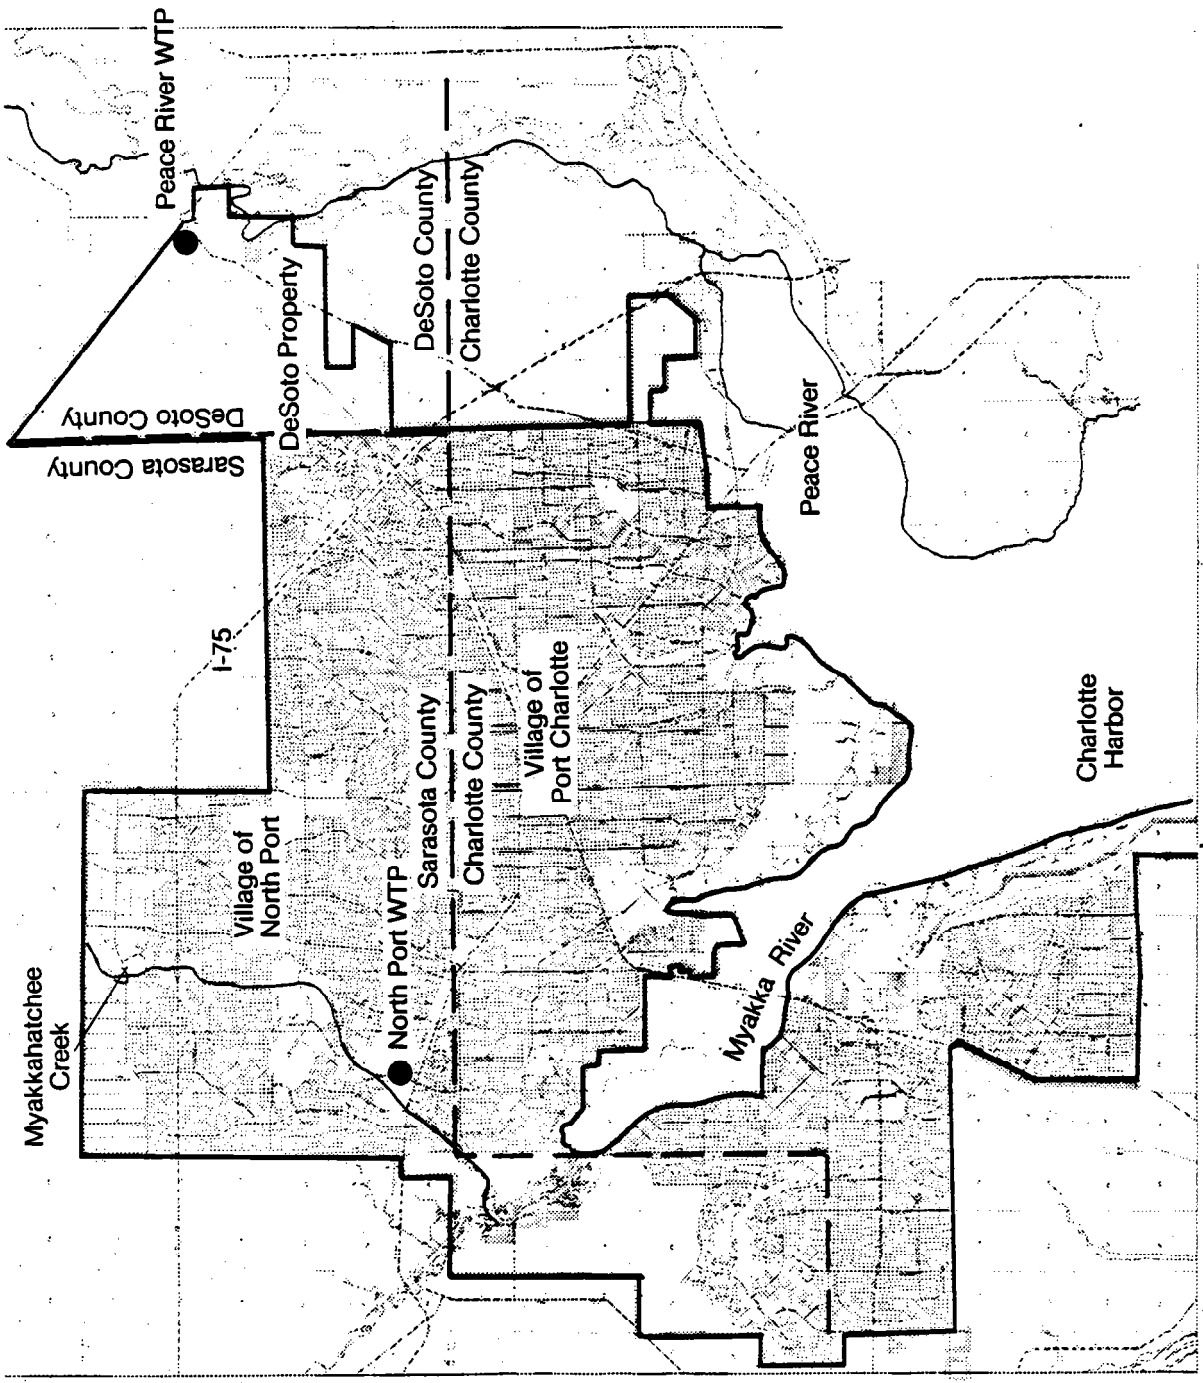 Myakkahatchee
Creek
Village of
North Port
I-75
Sarasota County
DeSoto County
Peace River WTP
North Port WTP
DeSoto Property
Sarasota County
Charlotte County
DeSoto County
Charlotte County
Village of
Port Charlotte
Myakka River
Peace River
Charlotte
Harbor